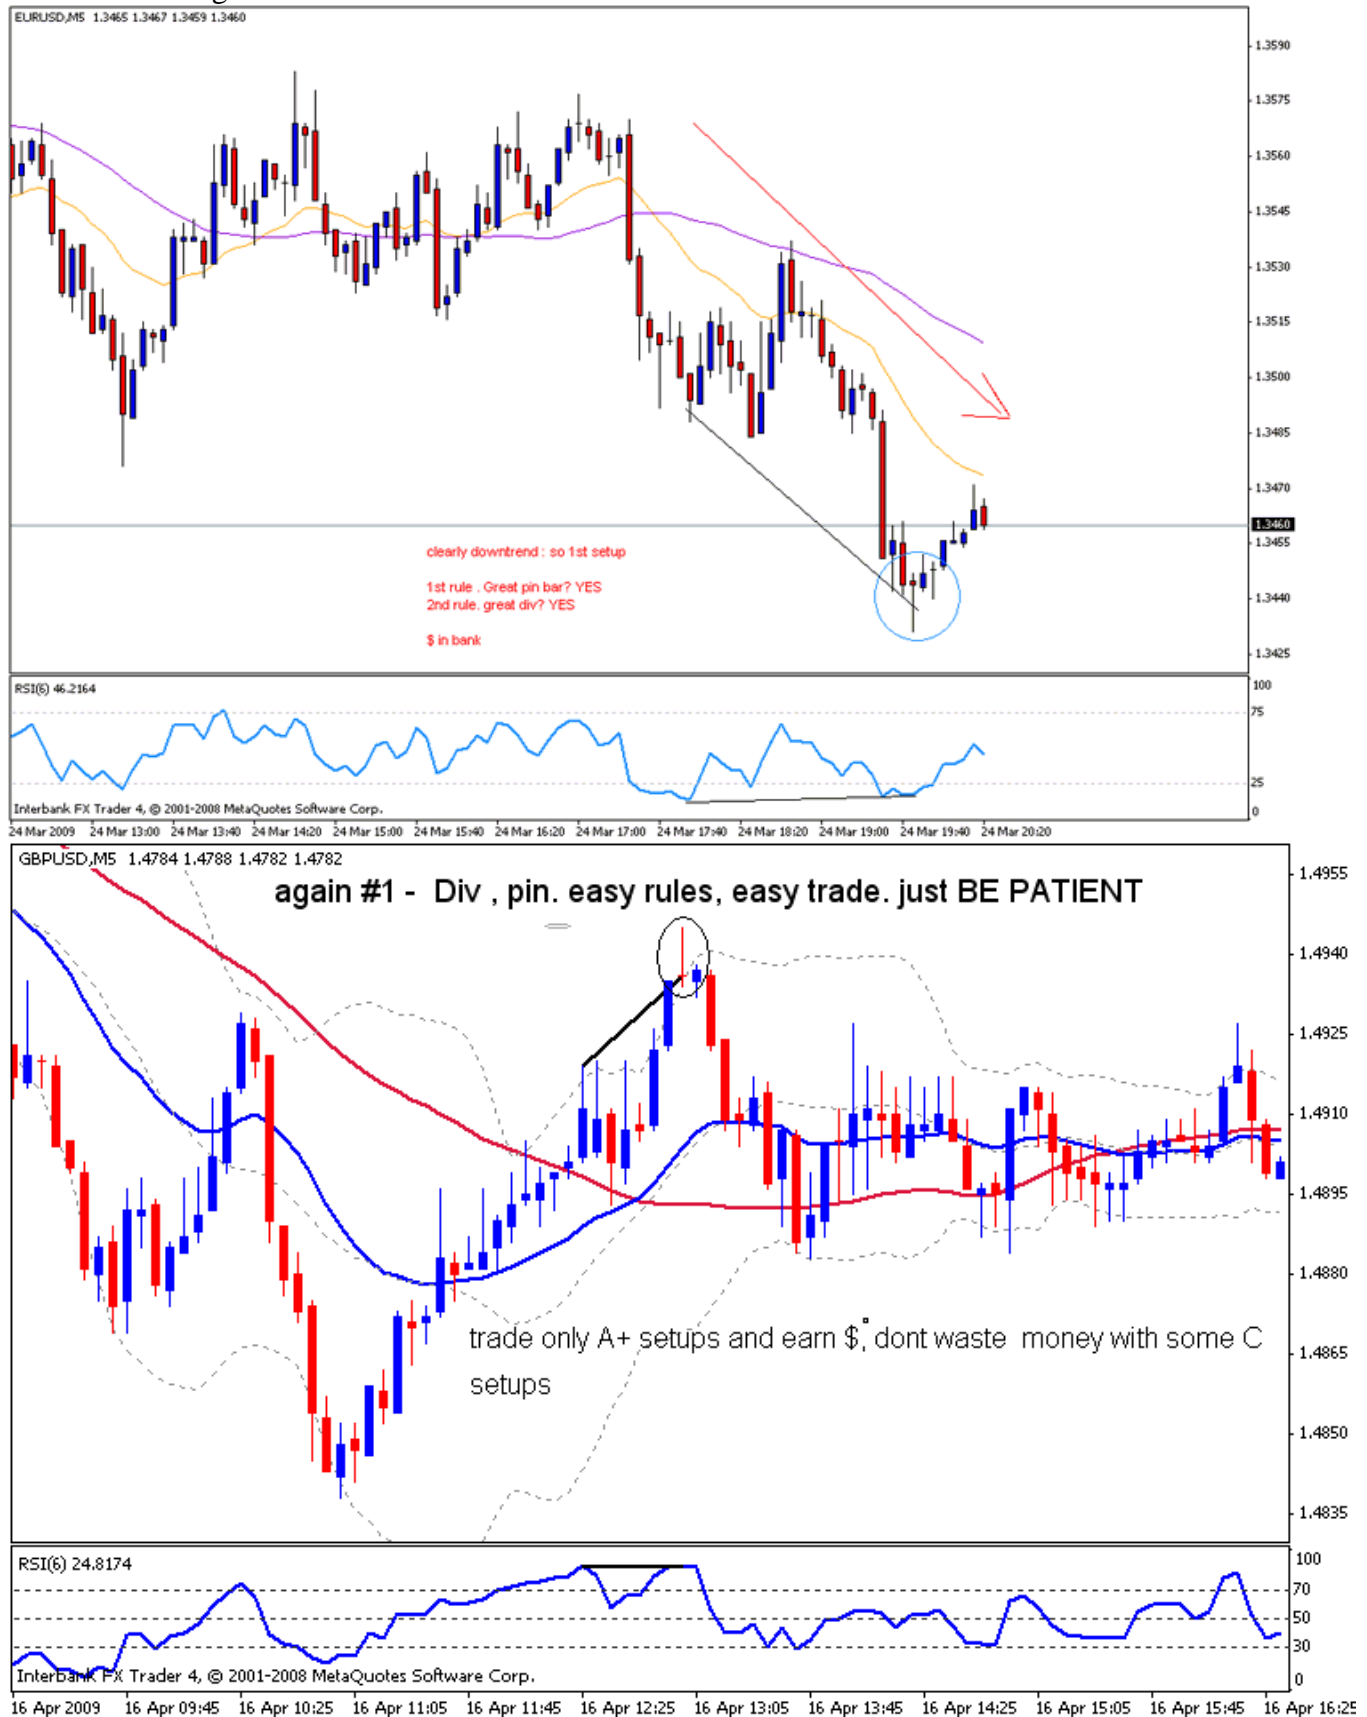 EURUSD,M5 1.3465 1.3467 1.3459 1.3460
1.3590
1.3575
1.3560
1.3545
1.3530
1.3515
1.3500
1.3485
1.3470
1.3460
1.3455
1.3440
1.3425
clearly downtrend : so 1st setup
1st rule . Great pin bar? YES
2nd rule. great div? YES
$ in bank
RSI(6) 46.2164
100
75
25
0
Interbank FX Trader 4, © 2001-2008 MetaQuotes Software Corp.
24 Mar 2009 24 Mar 13:00 24 Mar 13:40 24 Mar 14:20 24 Mar 15:00 24 Mar 15:40 24 Mar 16:20 24 Mar 17:00 24 Mar 17:40 24 Mar 18:20 24 Mar 19:00 24 Mar 19:40 24 Mar 20:20
GBPUSD,M5 1.4784 1.4788 1.4782 1.4782
again #1 - Div , pin. easy rules, easy trade. just BE PATIENT
1.4955
1.4940
1.4925
1.4910
1.4895
1.4880
1.4865
1.4850
1.4835
trade only A+ setups and earn $, dont waste money with some C
setups
RSI(6) 24.8174
100
70
50
30
0
Interbank FX Trader 4, © 2001-2008 MetaQuotes Software Corp.
16 Apr 2009 16 Apr 09:45 16 Apr 10:25 16 Apr 11:05 16 Apr 11:45 16 Apr 12:25 16 Apr 13:05 16 Apr 13:45 16 Apr 14:25 16 Apr 15:05 16 Apr 15:45 16 Apr 16:25